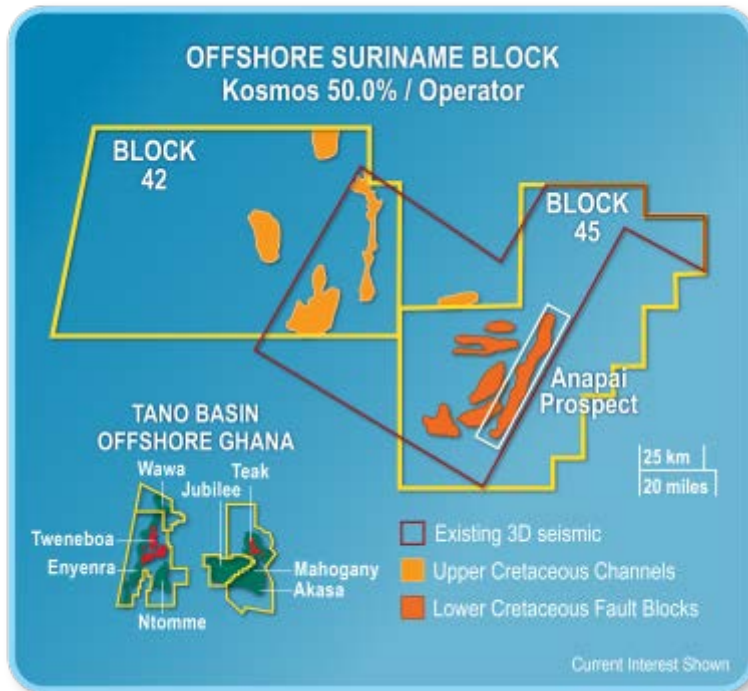 OFFSHORE SURINAME BLOCK
Kosmos 50.0% / Operator
BLOCK
42
BLOCK
45
Anapai
Prospect
TANO BASIN
OFFSHORE GHANA
Wawa
Teak
Jubilee
Tweneboa
Enyenra
Mahogany
Akasa
Ntomme
25 km
20 miles
Existing 3D seismic
Upper Cretaceous Channels
Lower Cretaceous Fault Blocks
Current Interest Shown